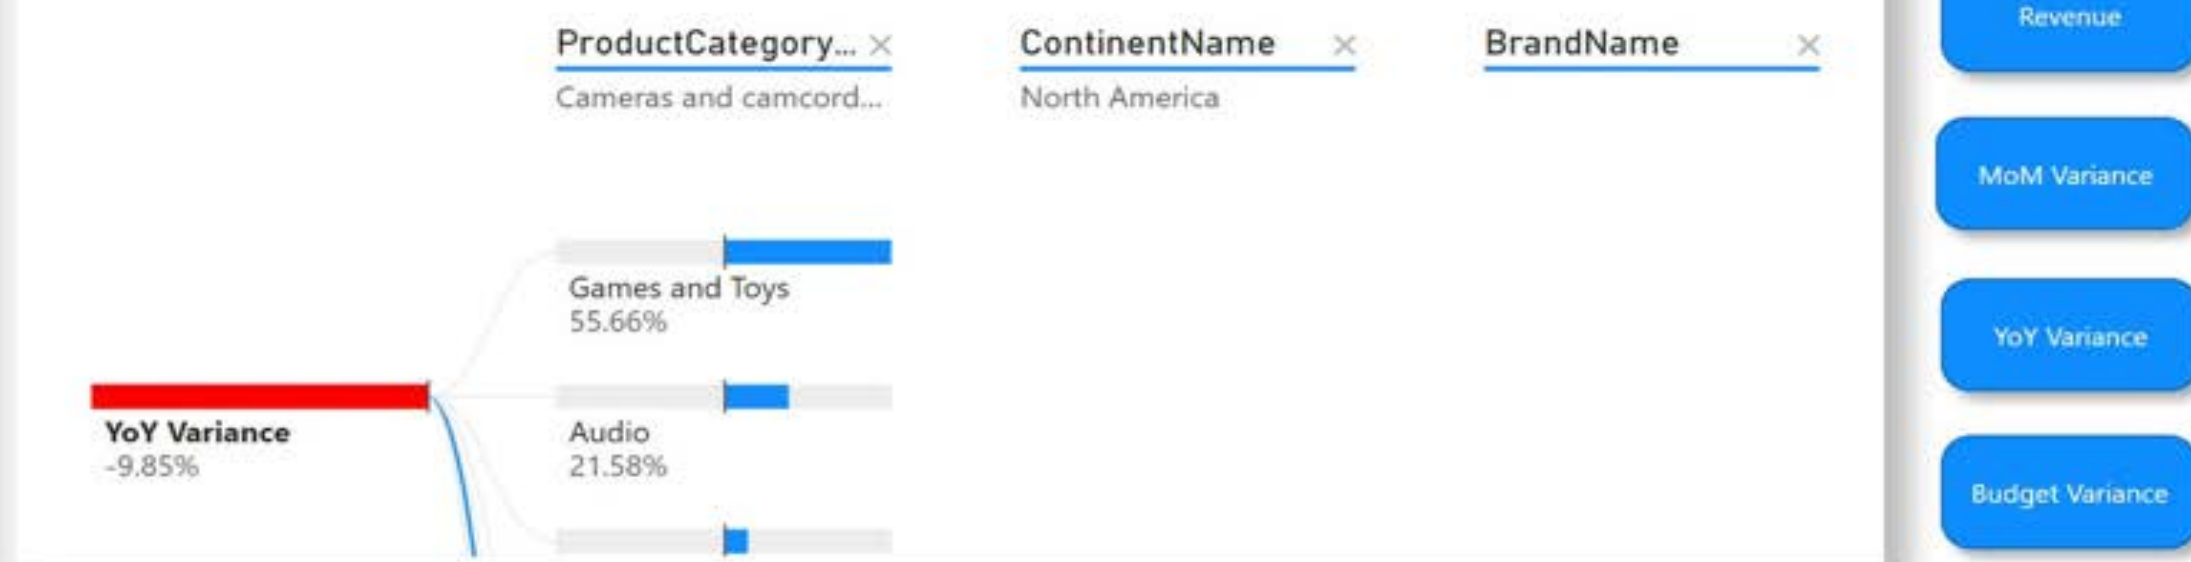 ProductCategory... ×
ContinentName ×
BrandName ×
Cameras and camcord...
North America
Games and Toys
55.66%
YoY Variance
-9.85%
Audio
21.58%
Revenue
MoM Variance
YoY Variance
Budget Variance